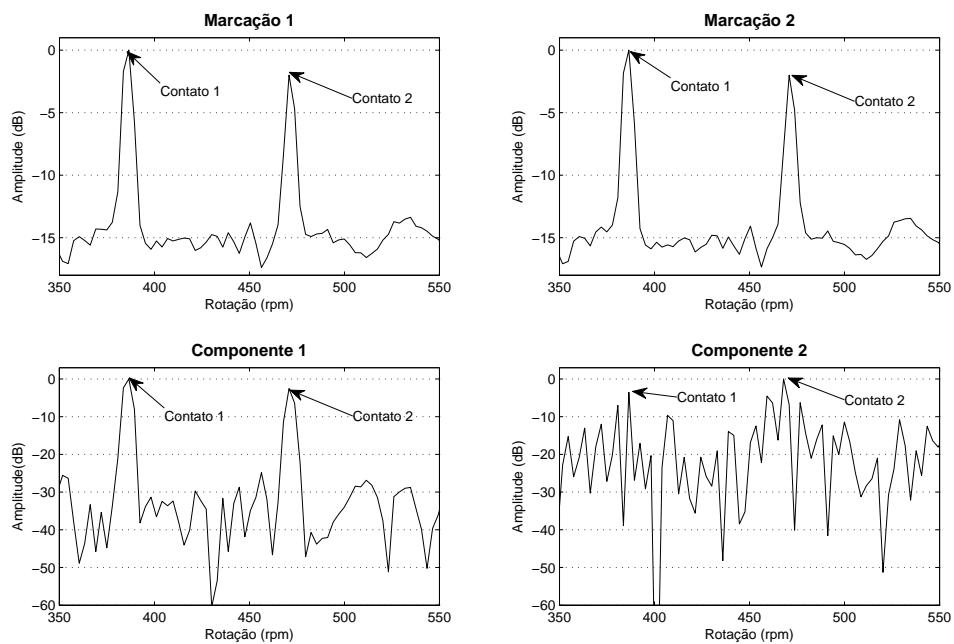 Marcação 1
0
−5
−10
−15
350
400
450
500
550
Amplitude (dB)
Rotação (rpm)
Contato 1
Contato 2
Marcação 2
0
−5
−10
−15
350
400
450
500
550
Amplitude (dB)
Rotação (rpm)
Contato 1
Contato 2
Componente 1
0
−10
−20
−30
−40
−50
−60
350
400
450
500
550
Amplitude(dB)
Rotação (rpm)
Contato 1
Contato 2
Componente 2
0
−10
−20
−30
−40
−50
−60
350
400
450
500
550
Amplitude (dB)
Rotação (rpm)
Contato 1
Contato 2